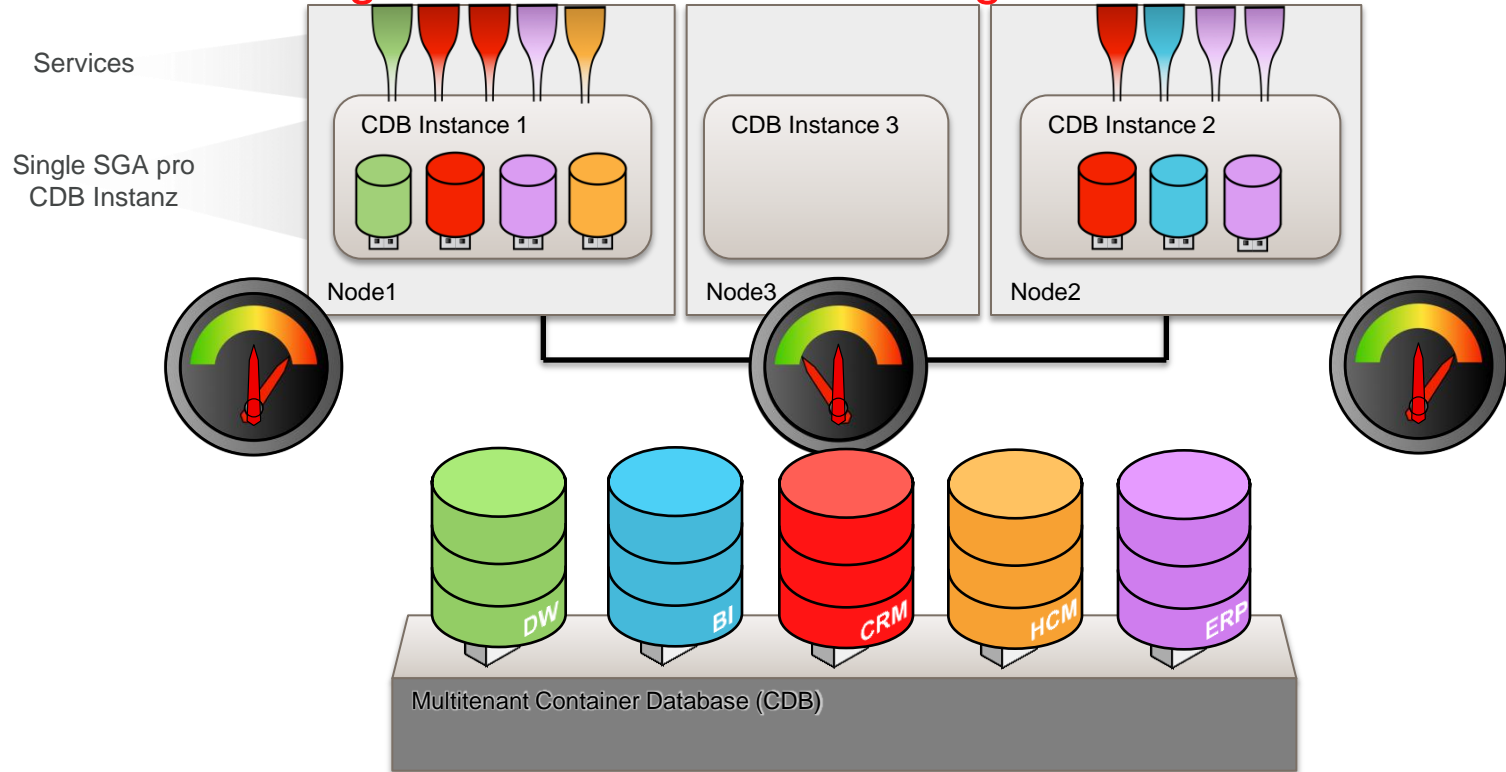 Services
CDB Instance 1
CDB Instance 3
CDB Instance 2
Single SGA pro
CDB Instanz
Node1
Node3
Node2
DW
BI
CRM
HCM
ERP
Multitenant Container Database (CDB)